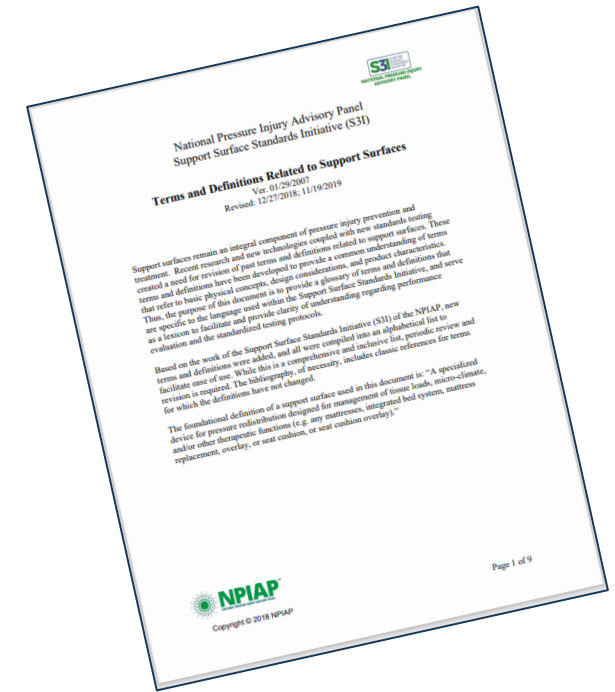 S3I
NATIONAL PRESSURE INJURY
ADVISORY PANEL
National Pressure Injury Advisory Panel
Support Surface Standards Initiative (S3I)
Terms and Definitions Related to Support Surfaces
Ver. 01/29/2007
Revised: 12/27/2018; 11/19/2019
Support surfaces remain an integral component of pressure injury prevention and
treatment. Recent research and new technologies coupled with new standards testing
created a need for revision of past terms and definitions related to support surfaces. These
terms and definitions have been developed to provide a common understanding of terms
that refer to basic physical concepts, design considerations, and product characteristics.
Thus, the purpose of this document is to provide a glossary of terms and definitions that
are specific to the language used within the Support Surface Standards Initiative, and serve
as a lexicon to facilitate and provide clarity of understanding regarding performance
evaluation and the standardized testing protocols.
Based on the work of the Support Surface Standards Initiative (S3I) of the NPIAP, new
terms and definitions were added, and all were compiled into an alphabetical list to
facilitate ease of use. While this is a comprehensive and inclusive list, periodic review and
revision is required. The bibliography, of necessity, includes classic references for terms
for which the definitions have not changed.
The foundational definition of a support surface used in this document is: “A specialized
device for pressure redistribution designed for management of tissue loads, micro-climate,
and/or other therapeutic functions (e.g. any mattresses, integrated bed system, mattress
replacement, overlay, or seat cushion, or seat cushion overlay).”
NPIAP
Copyright © 2018 NPIAP
Page 1 of 9